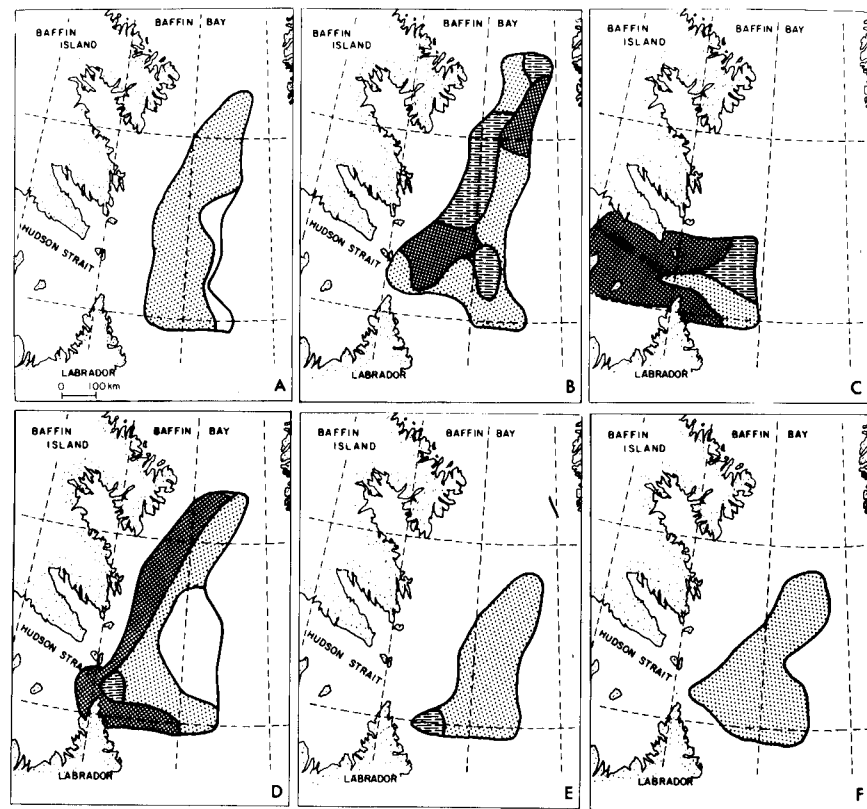 BAFFIN BAY
BAFFIN
ISLAND
HUDSON STRAIT
LABRADOR
0 100 km
A
BAFFIN BAY
BAFFIN
ISLAND
HUDSON STRAIT
LABRADOR
B
BAFFIN BAY
BAFFIN
ISLAND
HUDSON STRAIT
LABRADOR
C
BAFFIN BAY
BAFFIN
ISLAND
HUDSON STRAIT
LABRADOR
D
BAFFIN BAY
BAFFIN
ISLAND
HUDSON STRAIT
LABRADOR
E
BAFFIN BAY
BAFFIN
ISLAND
HUDSON STRAIT
LABRADOR
F